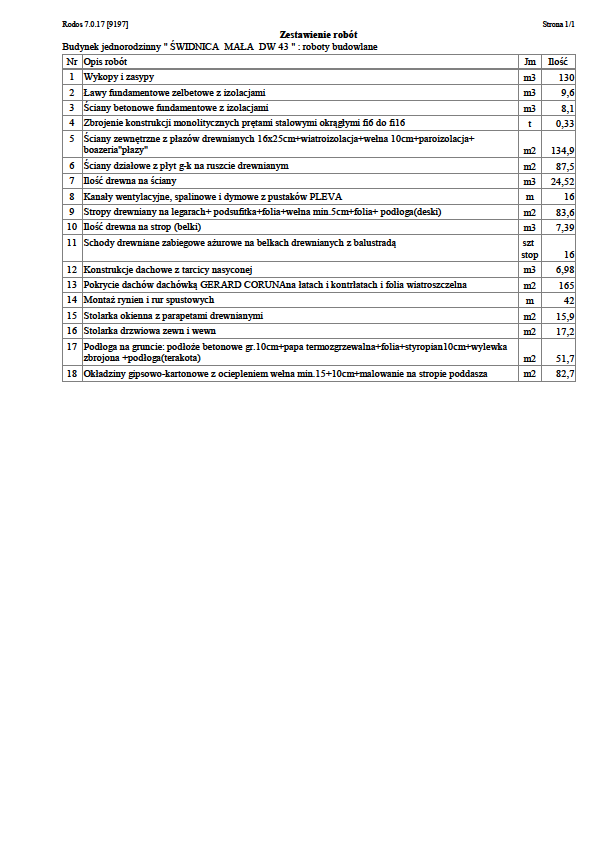 Rodos 7.0.17 [9197] Strona 1/1
Zestawienie robót
Budynek jednorodzinny " ŚWIDNICA MAŁA DW 43 " : roboty budowlane
Nr Opis robót Jm Ilość
1 Wykopy i zasypy m3 130
2 Ławy fundamentowe żelbetowe z izolacjami m3 9,6
3 Ściany betonowe fundamentowe z izolacjami m3 8,1
4 Zbrojenie konstrukcji monolitycznych prętami stalowymi okrągłymi fi6 do fi16 t 0,33
5 Ściany zewnętrzne z płazów drewnianych 16x25cm+wiatroizolacja+wełna 10cm+paroizolacja+
boazeria"płazy" m2 134,9
6 Ściany działowe z płyt g-k na ruszcie drewnianym m2 87,5
7 Ilość drewna na ściany m3 24,52
8 Kanały wentylacyjne, spalinowe i dymowe z pustaków PLEVA m 16
9 Stropy drewniany na legarach+ podsufitka+folia+wełna min.5cm+folia+ podłoga(deski) m2 83,6
10 Ilość drewna na strop (belki) m3 7,39
11 Schody drewniane zabiegowe ażurowe na belkach drewnianych z balustradą szt
stop 16
12 Konstrukcje dachowe z tarcicy nasyconej m3 6,98
13 Pokrycie dachów dachówką GERARD CORUNAna łatach i kontrłatach i folia wiatroszczelna m2 165
14 Montaż rynien i rur spustowych m 42
15 Stolarka okienna z parapetami drewnianymi m2 15,9
16 Stolarka drzwiowa zewn i wewn m2 17,2
17 Podłoga na gruncie: podłoże betonowe gr.10cm+papa termozgrzewalna+folia+styropian10cm+wylewka
zbrojona +podłoga(terakota) m2 51,7
18 Okładziny gipsowo-kartonowe z ociepleniem wełna min.15+10cm+malowanie na stropie poddasza m2 82,7